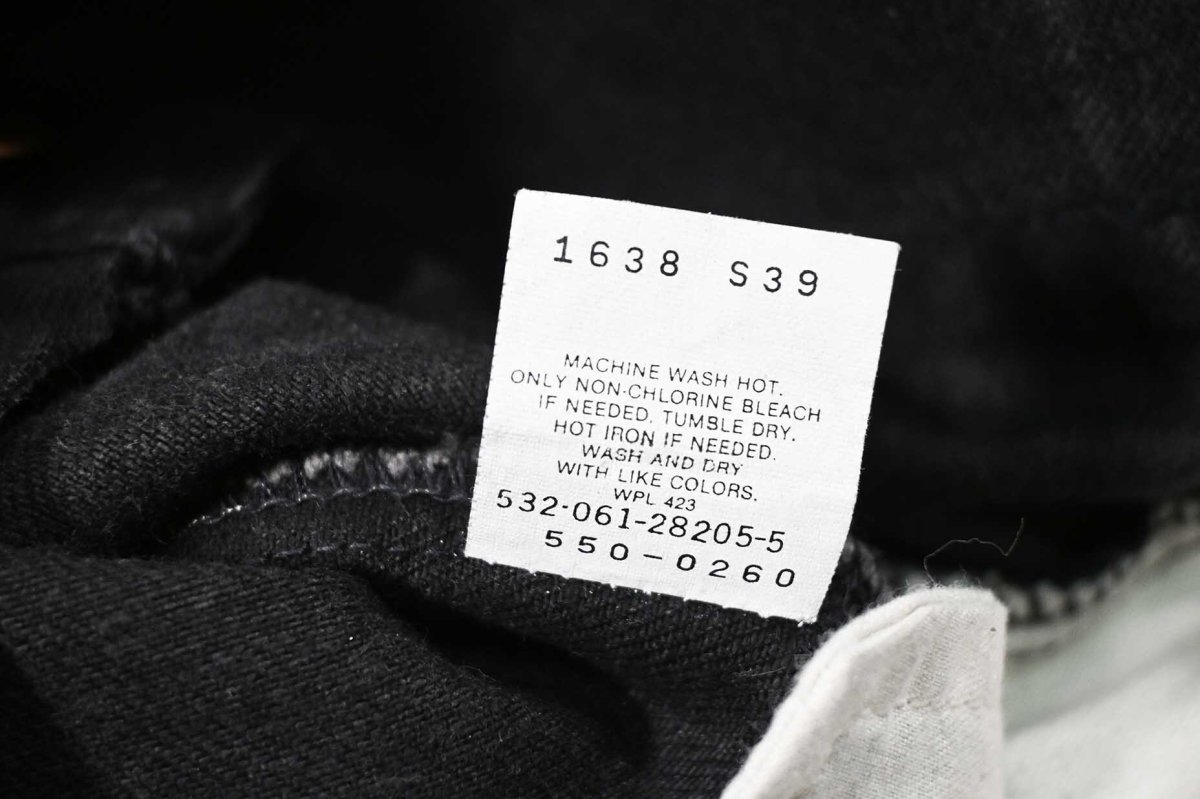 1638 S39
MACHINE WASH HOT.
ONLY NON-CHLORINE BLEACH
IF NEEDED. TUMBLE DRY.
HOT IRON IF NEEDED.
WASH AND DRY
WITH LIKE COLORS.
WPL 423
532-061-28205-5
550-0260